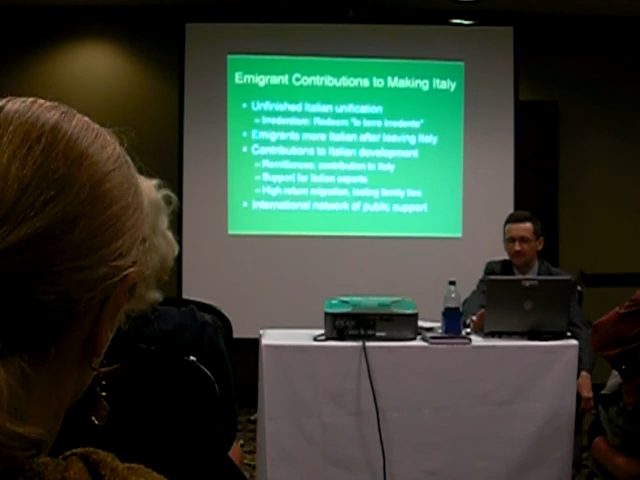 Emigrant Contributions to Making Italy
• Unfinished Italian unification
– Irredentism: Redeem "le terre irredente"
• Emigrants more Italian after leaving Italy
• Contributions to Italian development
– Remittances: contribution to Italy
– Support for Italian exports
– High return migration, lasting family ties
• International network of public support